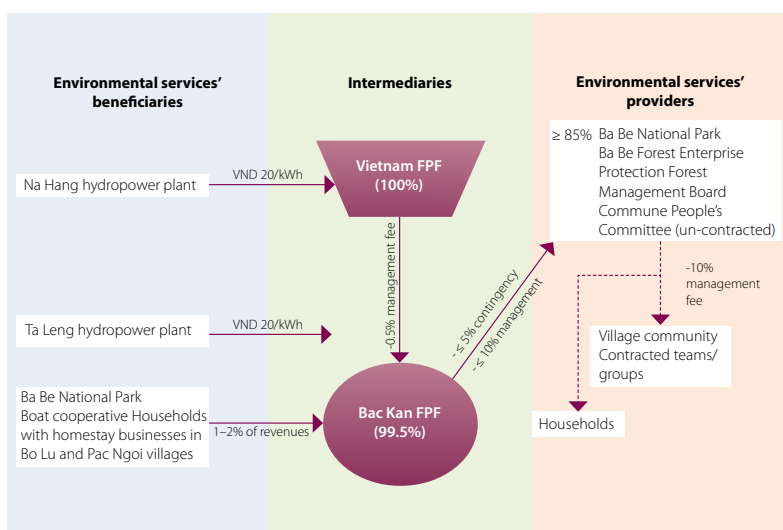 Environmental services'
beneficiaries
Intermediaries
Environmental services'
providers
Na Hang hydropower plant
VND 20/kWh
Vietnam FPF
(100%)
≥ 85%
Ba Be National Park
Ba Be Forest Enterprise
Protection Forest
Management Board
Commune People's
Committee (un-contracted)
-0.5% management fee
- ≤ 5% contingency
- ≤ 10% management
-10%
management
fee
Ta Leng hydropower plant
VND 20/kWh
Village community
Contracted teams/
groups
Ba Be National Park
Boat cooperative Households
with homestay businesses in
Bo Lu and Pac Ngoi villages
1–2% of revenues
Bac Kan FPF
(99.5%)
Households